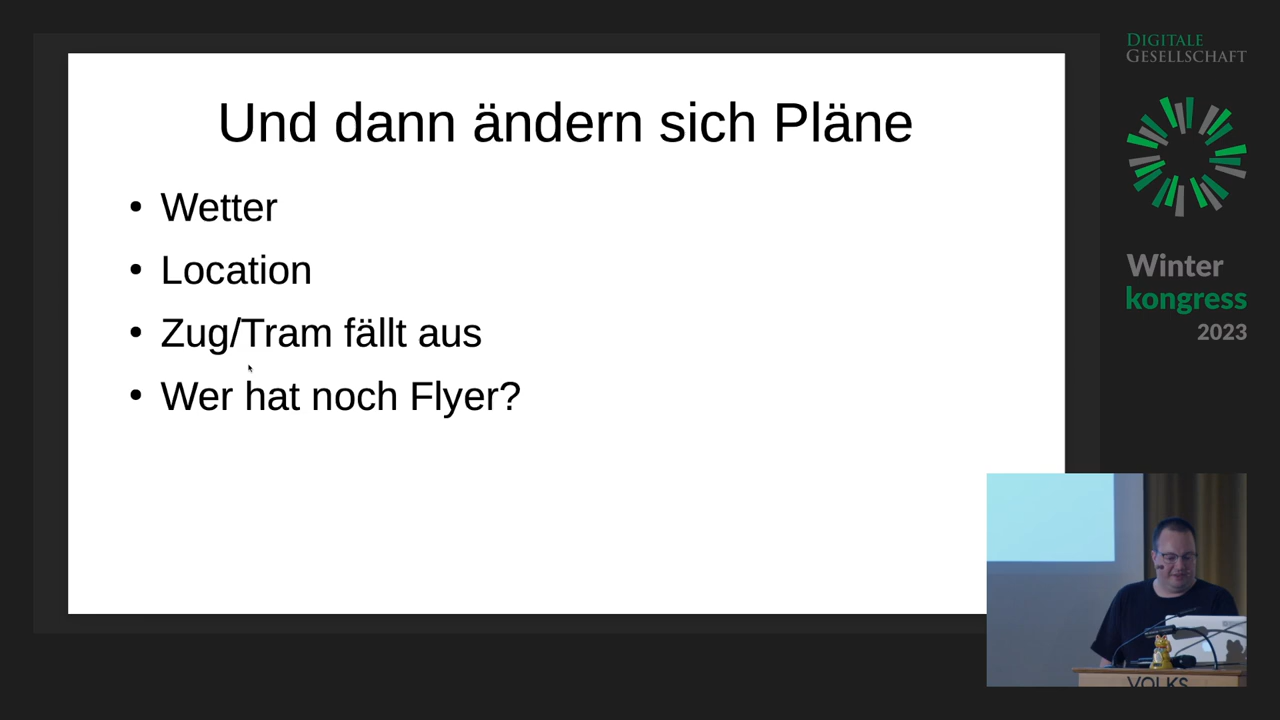 Und dann ändern sich Pläne
Wetter
Location
Zug/Tram fällt aus
Wer hat noch Flyer?
DIGITALE
GESELLSCHAFT
Winter
kongress
2023
VOLKS